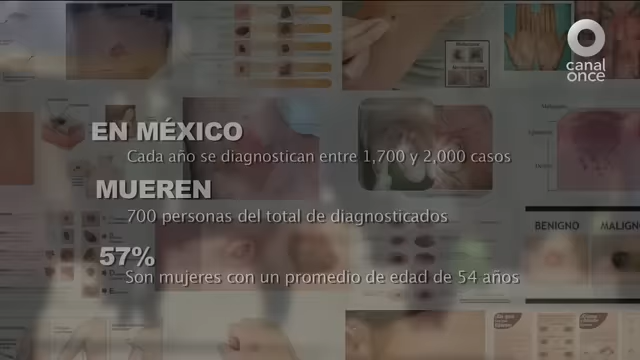 canal
once
EN MÉXICO
Cada año se diagnostican entre 1,700 y 2,000 casos
MUEREN
700 personas del total de diagnosticados
BENIGNO
MALIGN
57%
Son mujeres con un promedio de edad de 54 años